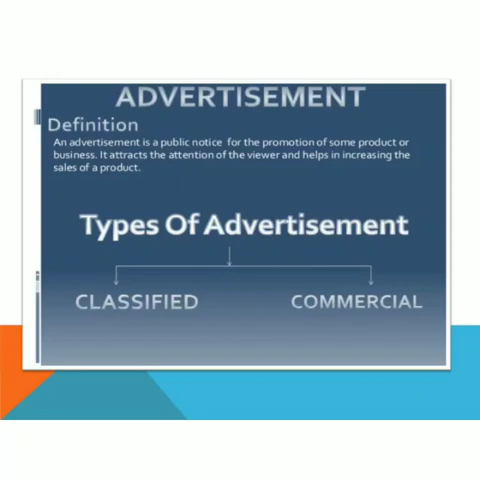 ADVERTISEMENT
Definition
An advertisement is a public notice for the promotion of some product or
business. It attracts the attention of the viewer and helps in increasing the
sales of a product.
Types Of Advertisement
CLASSIFIED COMMERCIAL